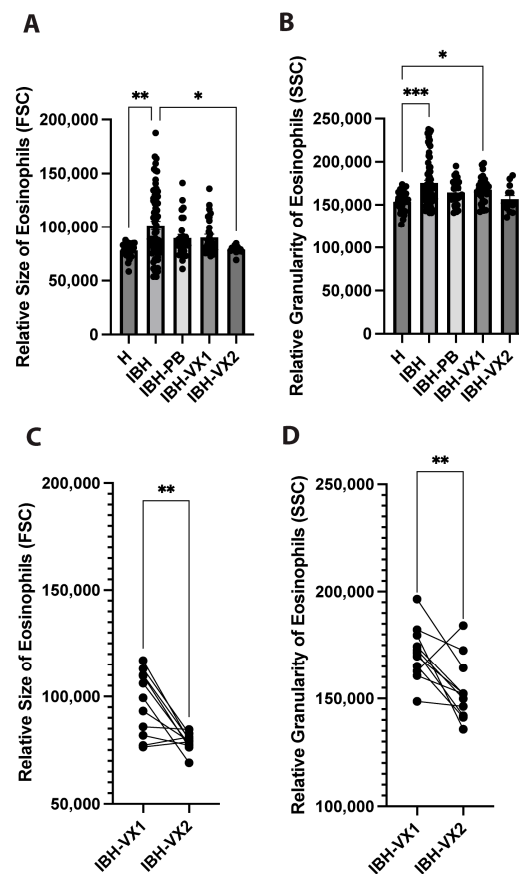 A
Relative Size of Eosinophils (FSC)
200,000
150,000
100,000
50,000
0
** *
H
IBH
IBH-PB
IBH-VX1
IBH-VX2
B
Relative Granularity of Eosinophils (SSC)
250,000
200,000
150,000
100,000
50,000
0
*
***
H
IBH
IBH-PB
IBH-VX1
IBH-VX2
C
Relative Size of Eosinophils (FSC)
200,000
150,000
100,000
50,000
**
IBH-VX1
IBH-VX2
D
Relative Granularity of Eosinophils (SSC)
250,000
200,000
150,000
100,000
**
IBH-VX1
IBH-VX2